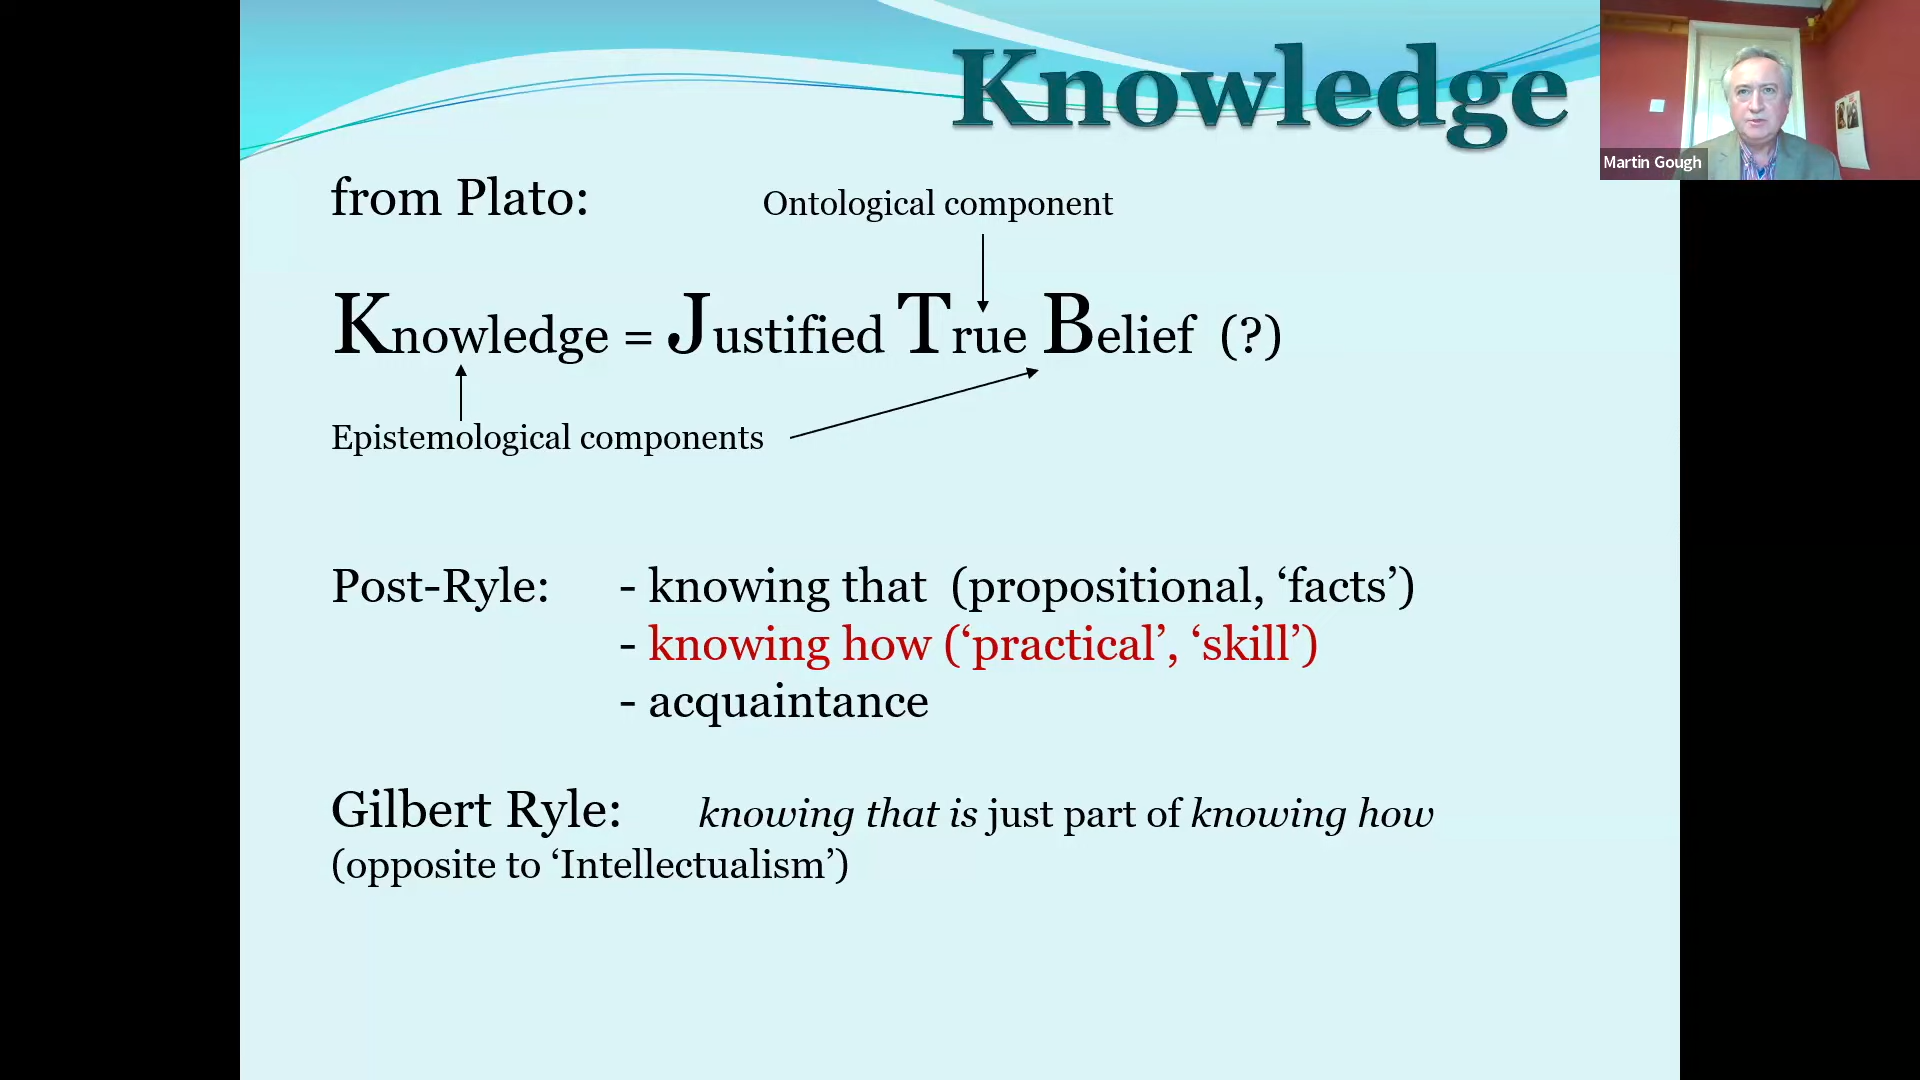 Knowledge
Martin Gough
from Plato:
Ontological component
Knowledge = Justified True Belief (?)
Epistemological components
Post-Ryle: - knowing that (propositional, ‘facts’)
- knowing how (‘practical’, ‘skill’)
- acquaintance
Gilbert Ryle: knowing that is just part of knowing how
(opposite to ‘Intellectualism’)